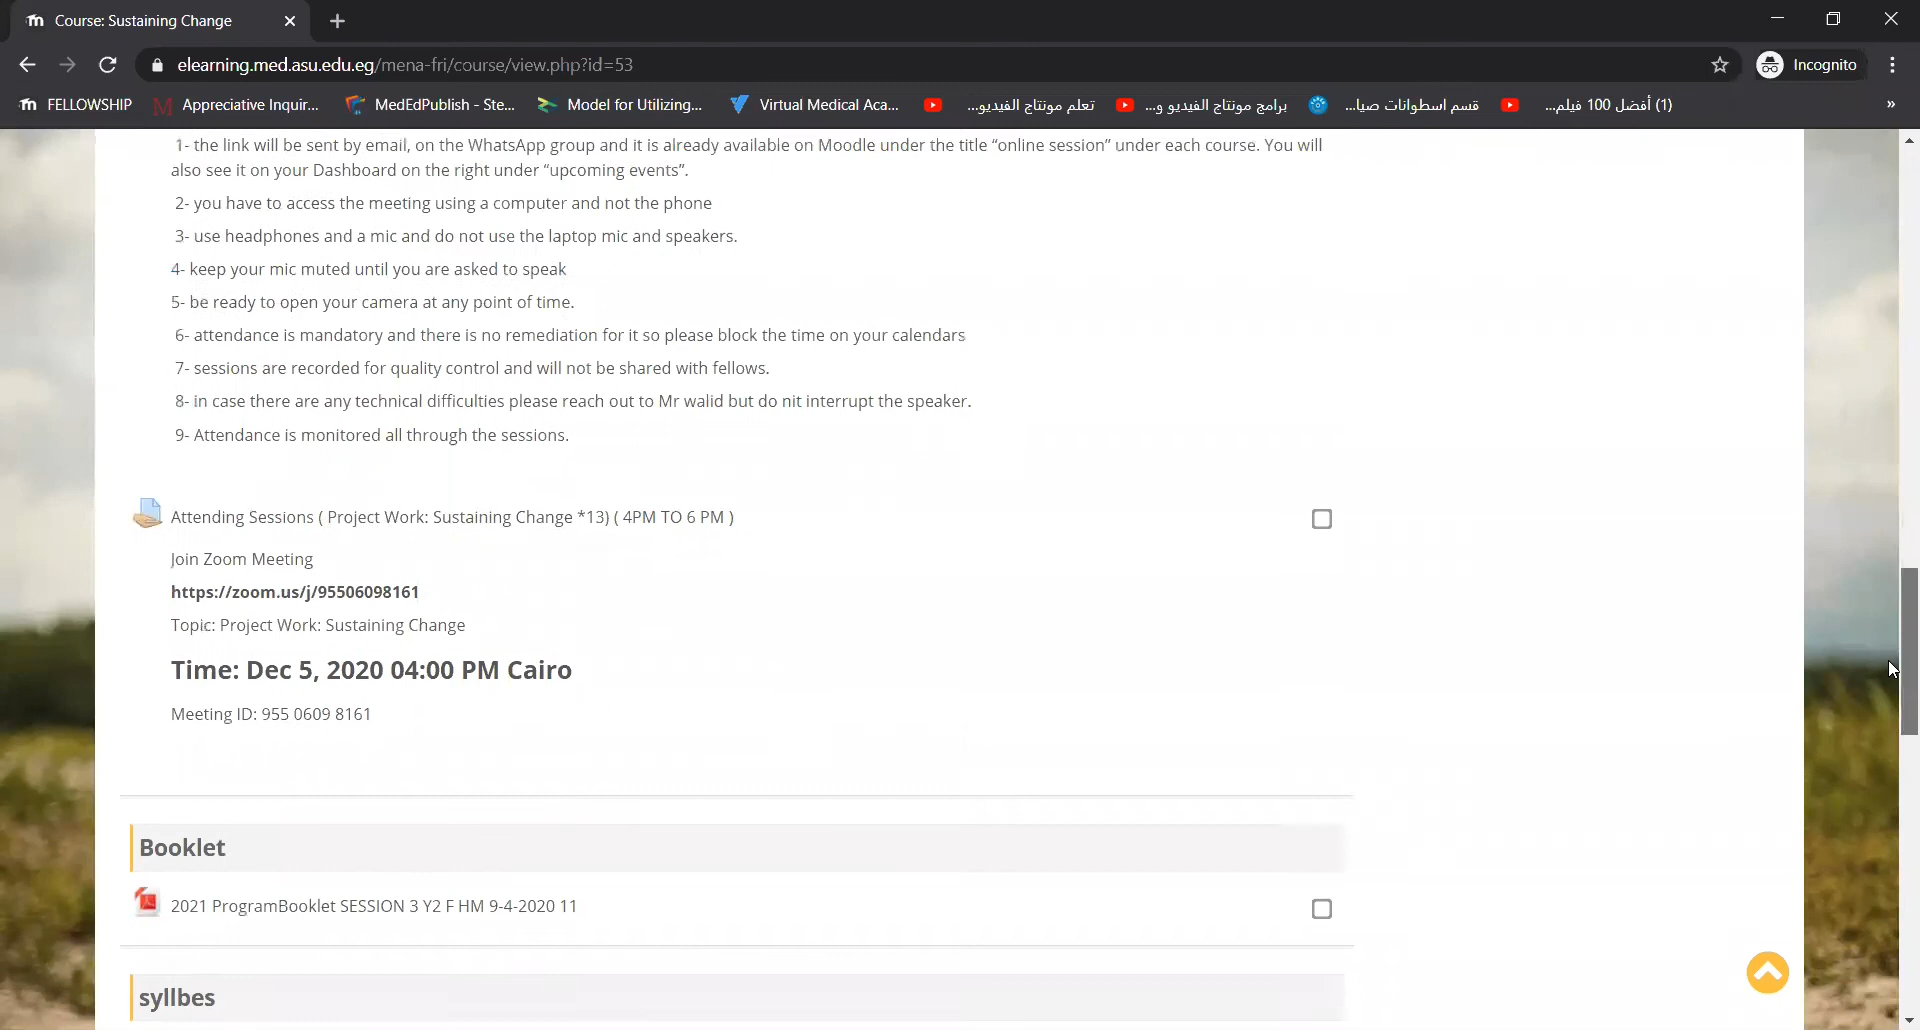 Course: Sustaining Change
elearning.med.asu.edu.eg/mena-fri/course/view.php?id=53
Incognito
FELLOWSHIP
Appreciative Inquir...
MedEdPublish - Ste...
Model for Utilizing...
Virtual Medical Aca...
تعلم مونتاج الفيديو...
برامج مونتاج الفيديو و...
قسم اسطوانات صيا...
(1) أفضل 100 فيلم...
»
1- the link will be sent by email, on the WhatsApp group and it is already available on Moodle under the title “online session” under each course. You will
also see it on your Dashboard on the right under “upcoming events”.
2- you have to access the meeting using a computer and not the phone
3- use headphones and a mic and do not use the laptop mic and speakers.
4- keep your mic muted until you are asked to speak
5- be ready to open your camera at any point of time.
6- attendance is mandatory and there is no remediation for it so please block the time on your calendars
7- sessions are recorded for quality control and will not be shared with fellows.
8- in case there are any technical difficulties please reach out to Mr walid but do nit interrupt the speaker.
9- Attendance is monitored all through the sessions.
Attending Sessions ( Project Work: Sustaining Change *13) ( 4PM TO 6 PM )
Join Zoom Meeting
https://zoom.us/j/95506098161
Topic: Project Work: Sustaining Change
Time: Dec 5, 2020 04:00 PM Cairo
Meeting ID: 955 0609 8161
Booklet
2021 ProgramBooklet SESSION 3 Y2 F HM 9-4-2020 11
syllbes